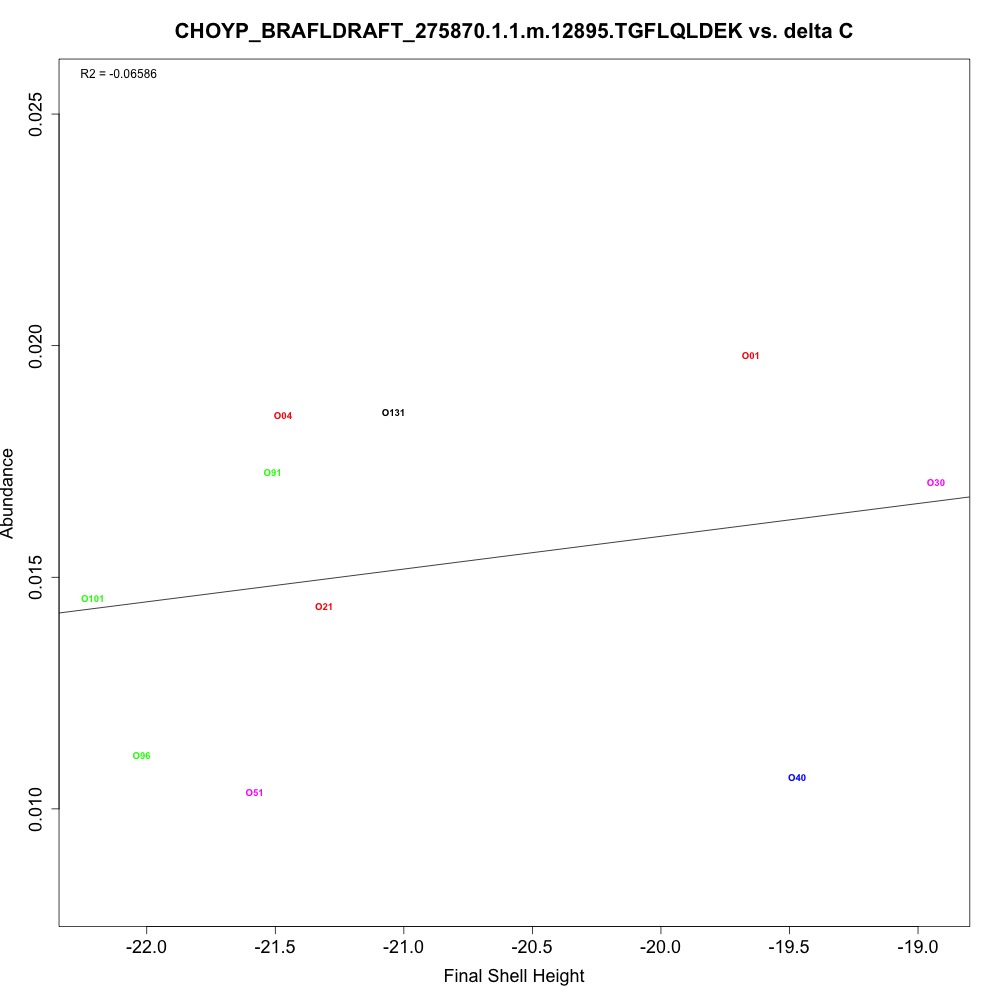 CHOYP_BRAFLDRAFT_275870.1.1.m.12895.TGFLQLDEK vs. delta C
R2 = -0.06586
0.025
0.020
O01
O04
O131
O91
O30
Abundance
0.015
O101
O21
O96
O40
O51
0.010
-22.0 -21.5 -21.0 -20.5 -20.0 -19.5 -19.0
Final Shell Height